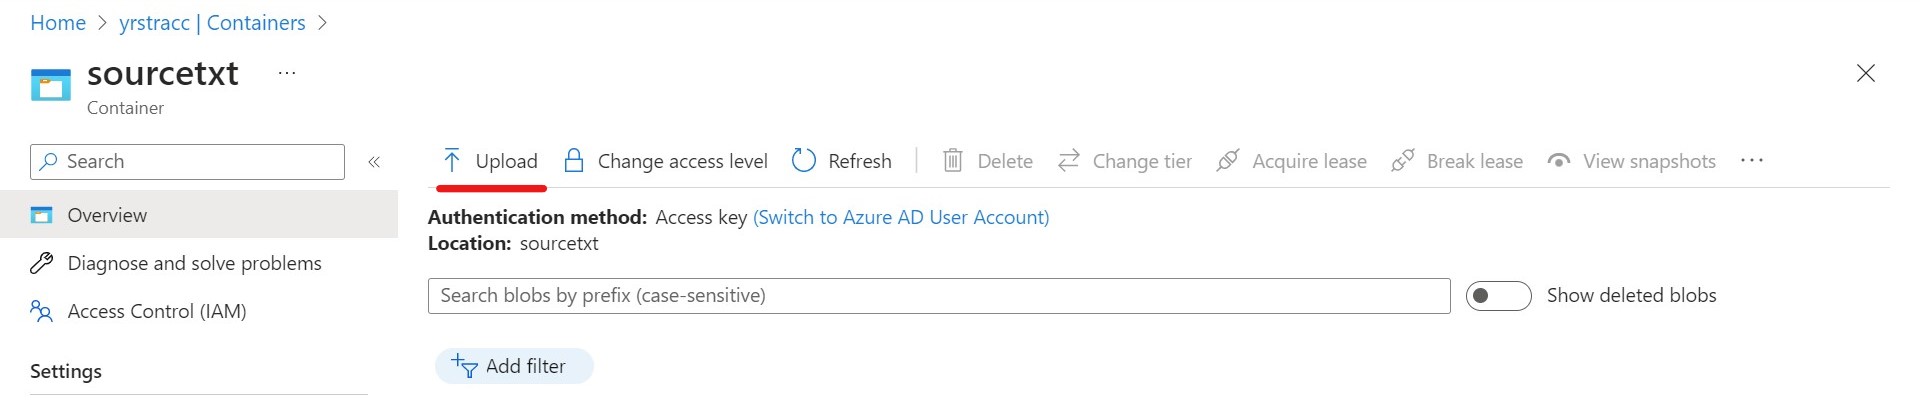 Home > yrstracc | Containers >
sourcetxt ...
Container
Search «
Upload Change access level Refresh | Delete Change tier Acquire lease Break lease View snapshots ...
Overview
Authentication method: Access key (Switch to Azure AD User Account)
Location: sourcetxt
Diagnose and solve problems
Search blobs by prefix (case-sensitive) Show deleted blobs
Access Control (IAM)
Add filter
Settings